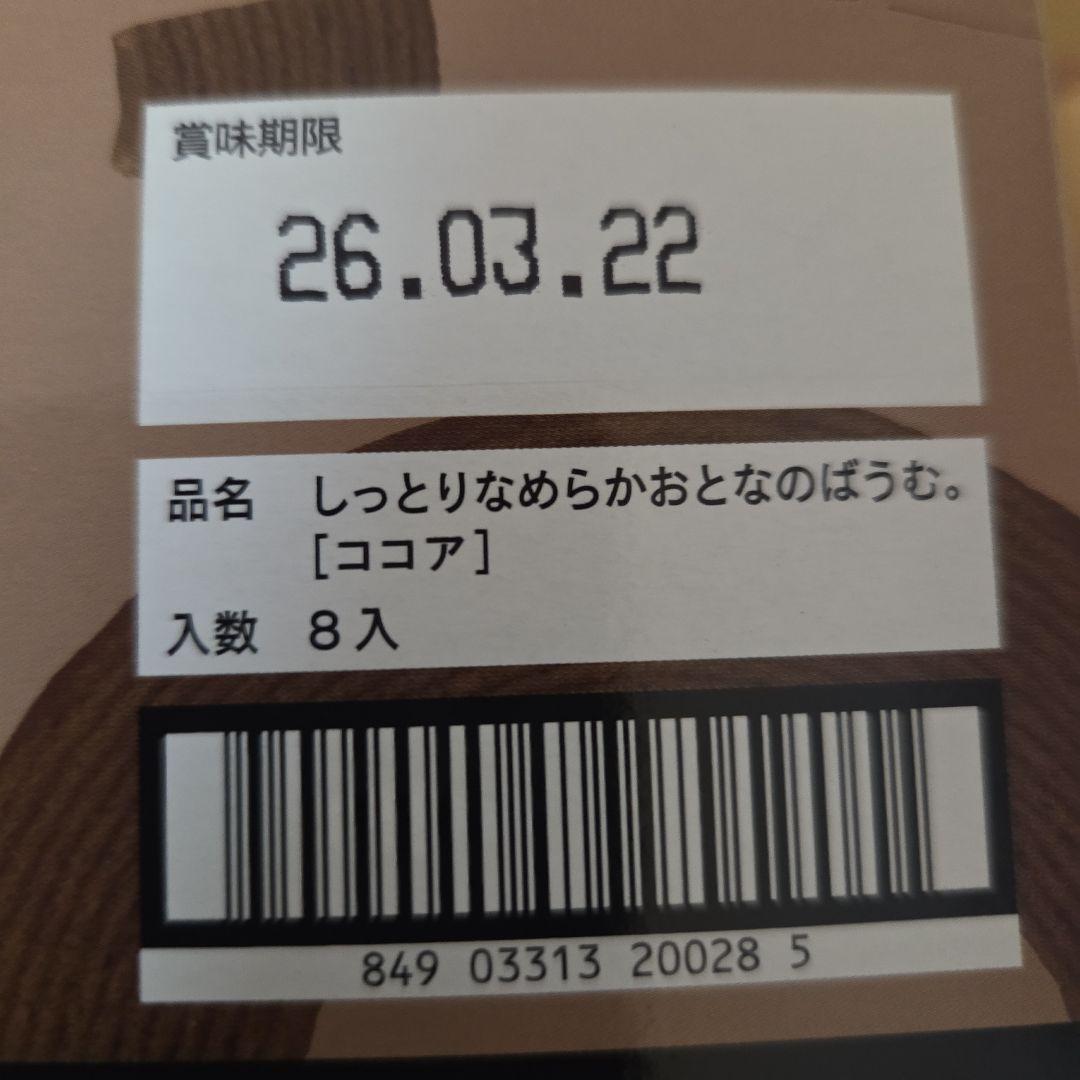 賞味期限
26.03.22
品名 しっとりなめらかおとなのばうむ。
[ココア]
入数 8入
849 03313 20028 5